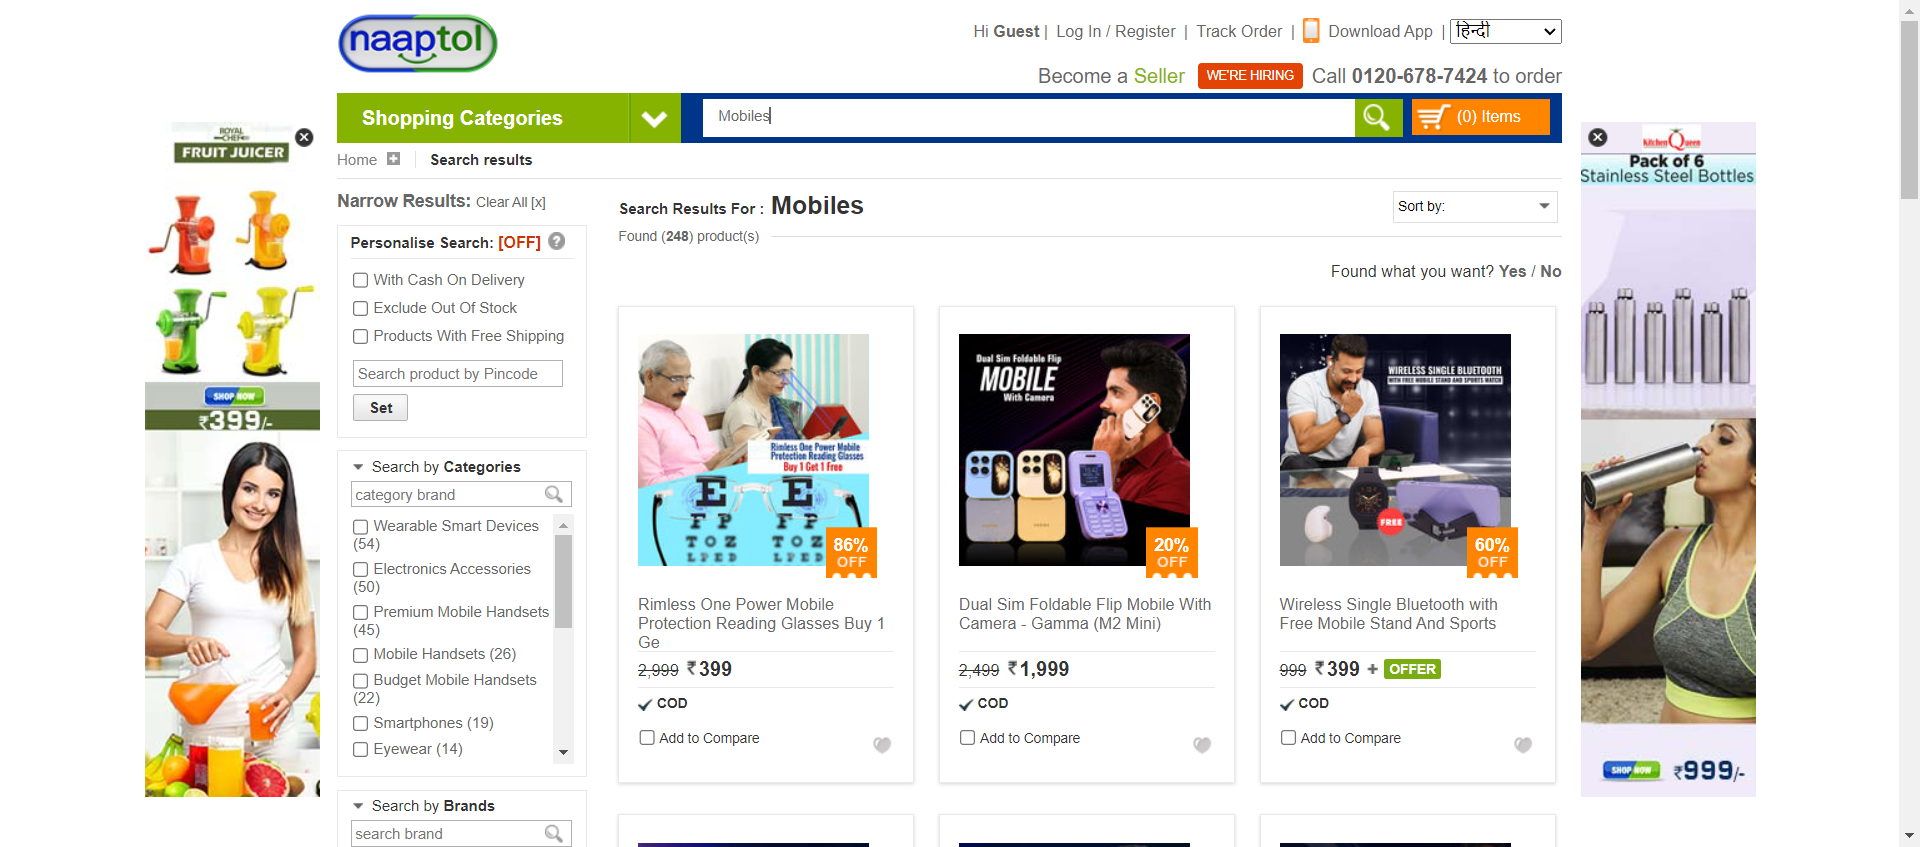 naaptol
Hi Guest | Log In / Register | Track Order | Download App | हिन्दी
Become a Seller WE'RE HIRING Call 0120-678-7424 to order
Shopping Categories
Mobiles
(0) Items
Home
Search results
ROYAL
CHEF
FRUIT JUICER
SHOP NOW
₹399/-
Narrow Results: Clear All [x]
Personalise Search: [OFF] ?
With Cash On Delivery
Exclude Out Of Stock
Products With Free Shipping
Search product by Pincode
Set
Search by Categories
category brand
Wearable Smart Devices
(54)
Electronics Accessories
(50)
Premium Mobile Handsets
(45)
Mobile Handsets (26)
Budget Mobile Handsets
(22)
Smartphones (19)
Eyewear (14)
Search by Brands
search brand
Search Results For : Mobiles
Found (248) product(s)
Sort by:
Found what you want? Yes / No
Rimless One Power Mobile
Protection Reading Glasses
Buy 1 Get 1 Free
E E
F P F P
T O Z T O Z
L P E D L P E D
86%
OFF
Rimless One Power Mobile
Protection Reading Glasses Buy 1
Ge
2,999 ₹399
COD
Add to Compare
Dual Sim Foldable Flip
MOBILE
With Camera
20%
OFF
Dual Sim Foldable Flip Mobile With
Camera - Gamma (M2 Mini)
2,499 ₹1,999
COD
Add to Compare
WIRELESS SINGLE BLUETOOTH
WITH FREE MOBILE STAND AND SPORTS WATCH
FREE
60%
OFF
Wireless Single Bluetooth with
Free Mobile Stand And Sports
999 ₹399 + OFFER
COD
Add to Compare
Kitchen Queen
Pack of 6
Stainless Steel Bottles
SHOP NOW
₹999/-